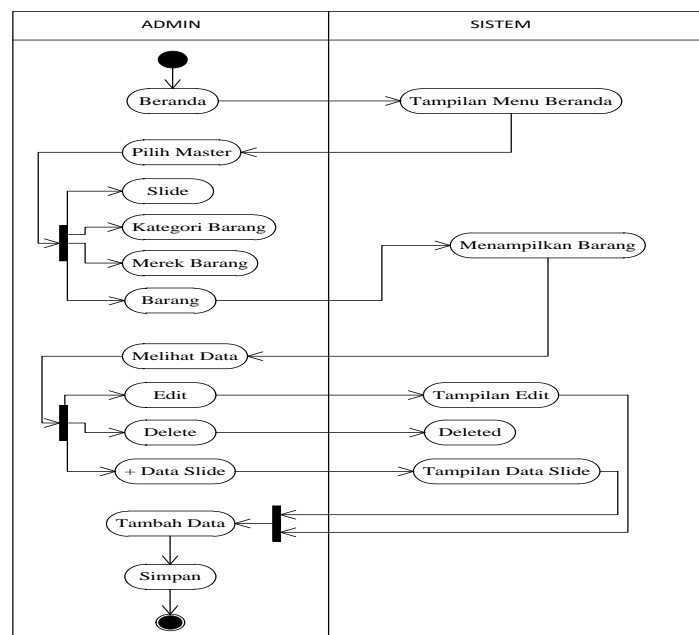 ADMIN
SISTEM
Beranda
Tampilan Menu Beranda
Pilih Master
Slide
Kategori Barang
Merek Barang
Menampilkan Barang
Barang
Melihat Data
Edit
Tampilan Edit
Delete
Deleted
+ Data Slide
Tampilan Data Slide
Tambah Data
Simpan